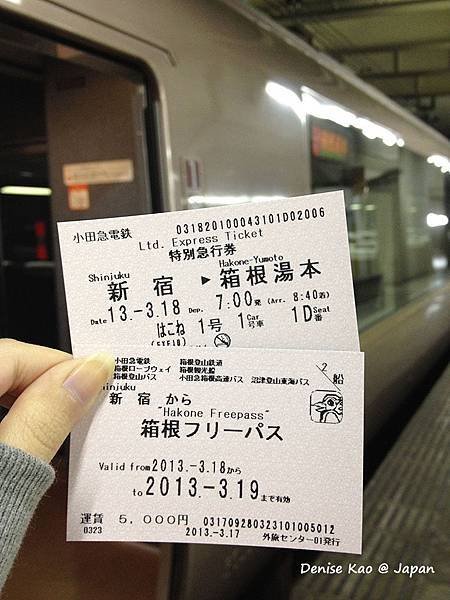 031820100043101D02006
小田急電鉄
Ltd. Express Ticket
特別急行券
Shinjuku Hakone-Yumoto
新宿 ▶ 箱根湯本
Date 13.-3.18 Dep. 7:00発 (Arr. 8:40着)
はこね 1号 1 Car 号車 1D Seat 番
小田急電鉄 箱根登山鉄道
箱根ロープウェイ 箱根観光船
箱根登山バス 小田急箱根高速バス 沼津登山東海バス
2 船
Shinjuku
新宿 から
"Hakone Freepass"
箱根フリーパス
Valid from 2013.-3.18から
to 2013.-3.19まで有効
運賃 5,000円 03170928032310100501​2
0323 2013.-3.17 外旅センター01発行
Denise Kao @ Japan